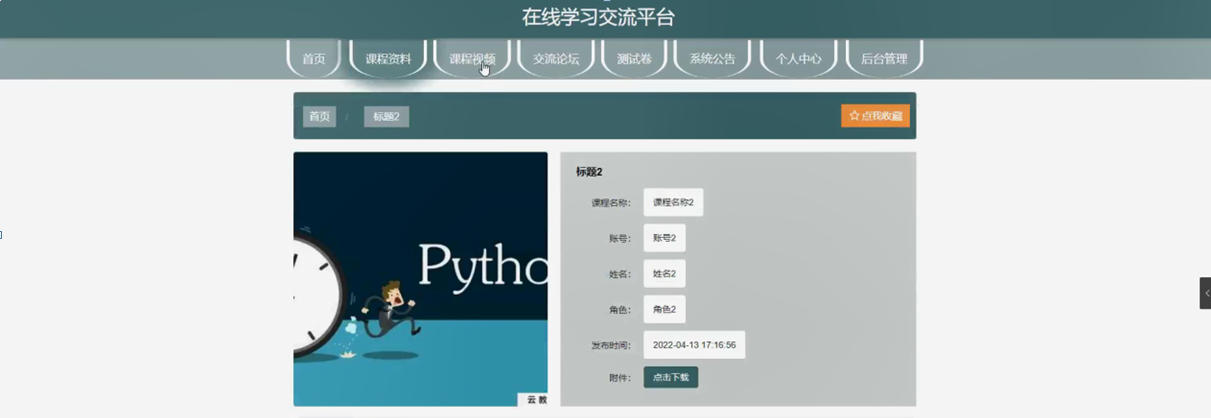 在线学习交流平台
首页 课程资料 课程视频 交流论坛 测试卷 系统公告 个人中心 后台管理
首页 / 标题2 ☆点我收藏
标题2
课程名称： 课程名称2
账号： 账号2
姓名： 姓名2
角色： 角色2
发布时间： 2022-04-13 17:16:56
附件： 点击下载
Pytho
云教